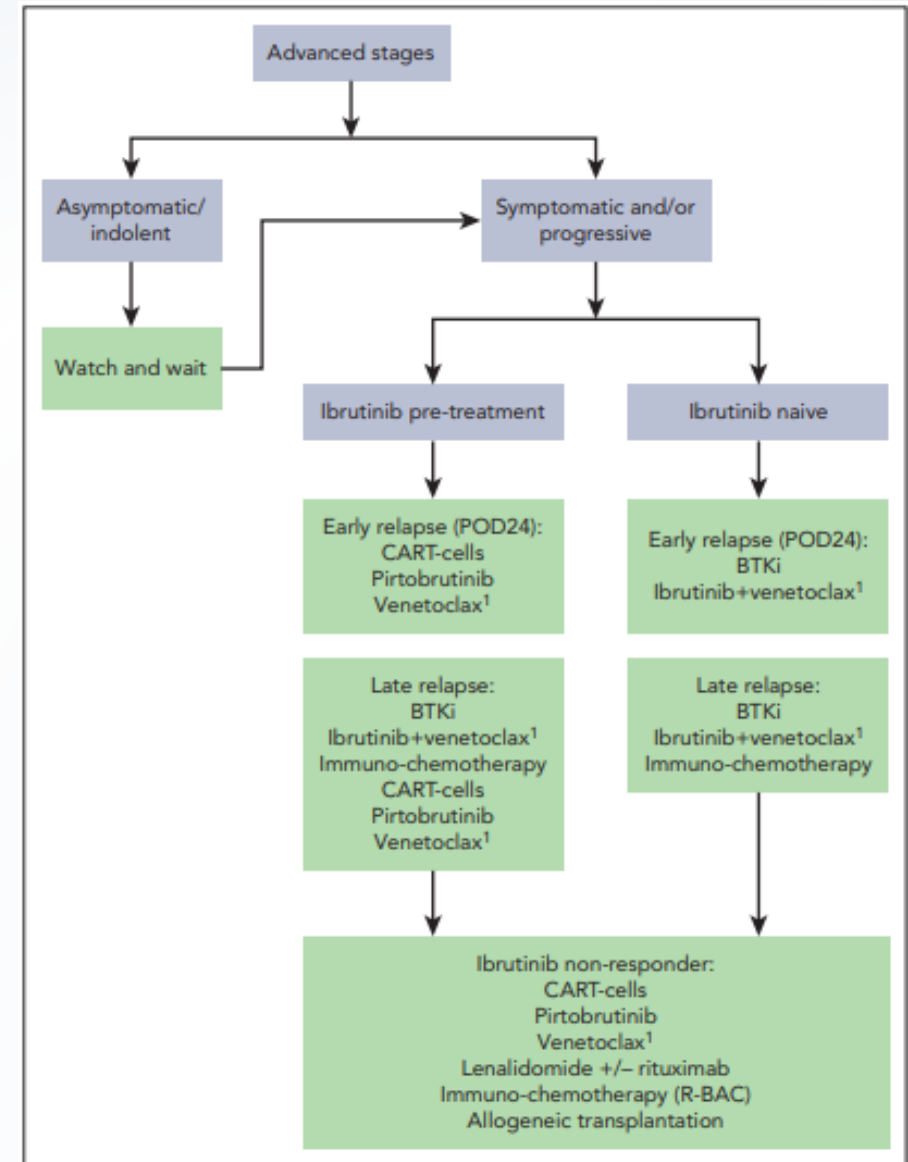 Advanced stages
Asymptomatic/
indolent
Symptomatic and/or
progressive
Watch and wait
Ibrutinib pre-treatment
Ibrutinib naive
Early relapse (POD24):
CART-cells
Pirtobrutinib
Venetoclax¹
Early relapse (POD24):
BTKi
Ibrutinib+venetoclax¹
Late relapse:
BTKi
Ibrutinib+venetoclax¹
Immuno-chemotherapy
CART-cells
Pirtobrutinib
Venetoclax¹
Late relapse:
BTKi
Ibrutinib+venetoclax¹
Immuno-chemotherapy
Ibrutinib non-responder:
CART-cells
Pirtobrutinib
Venetoclax¹
Lenalidomide +/– rituximab
Immuno-chemotherapy (R-BAC)
Allogeneic transplantation